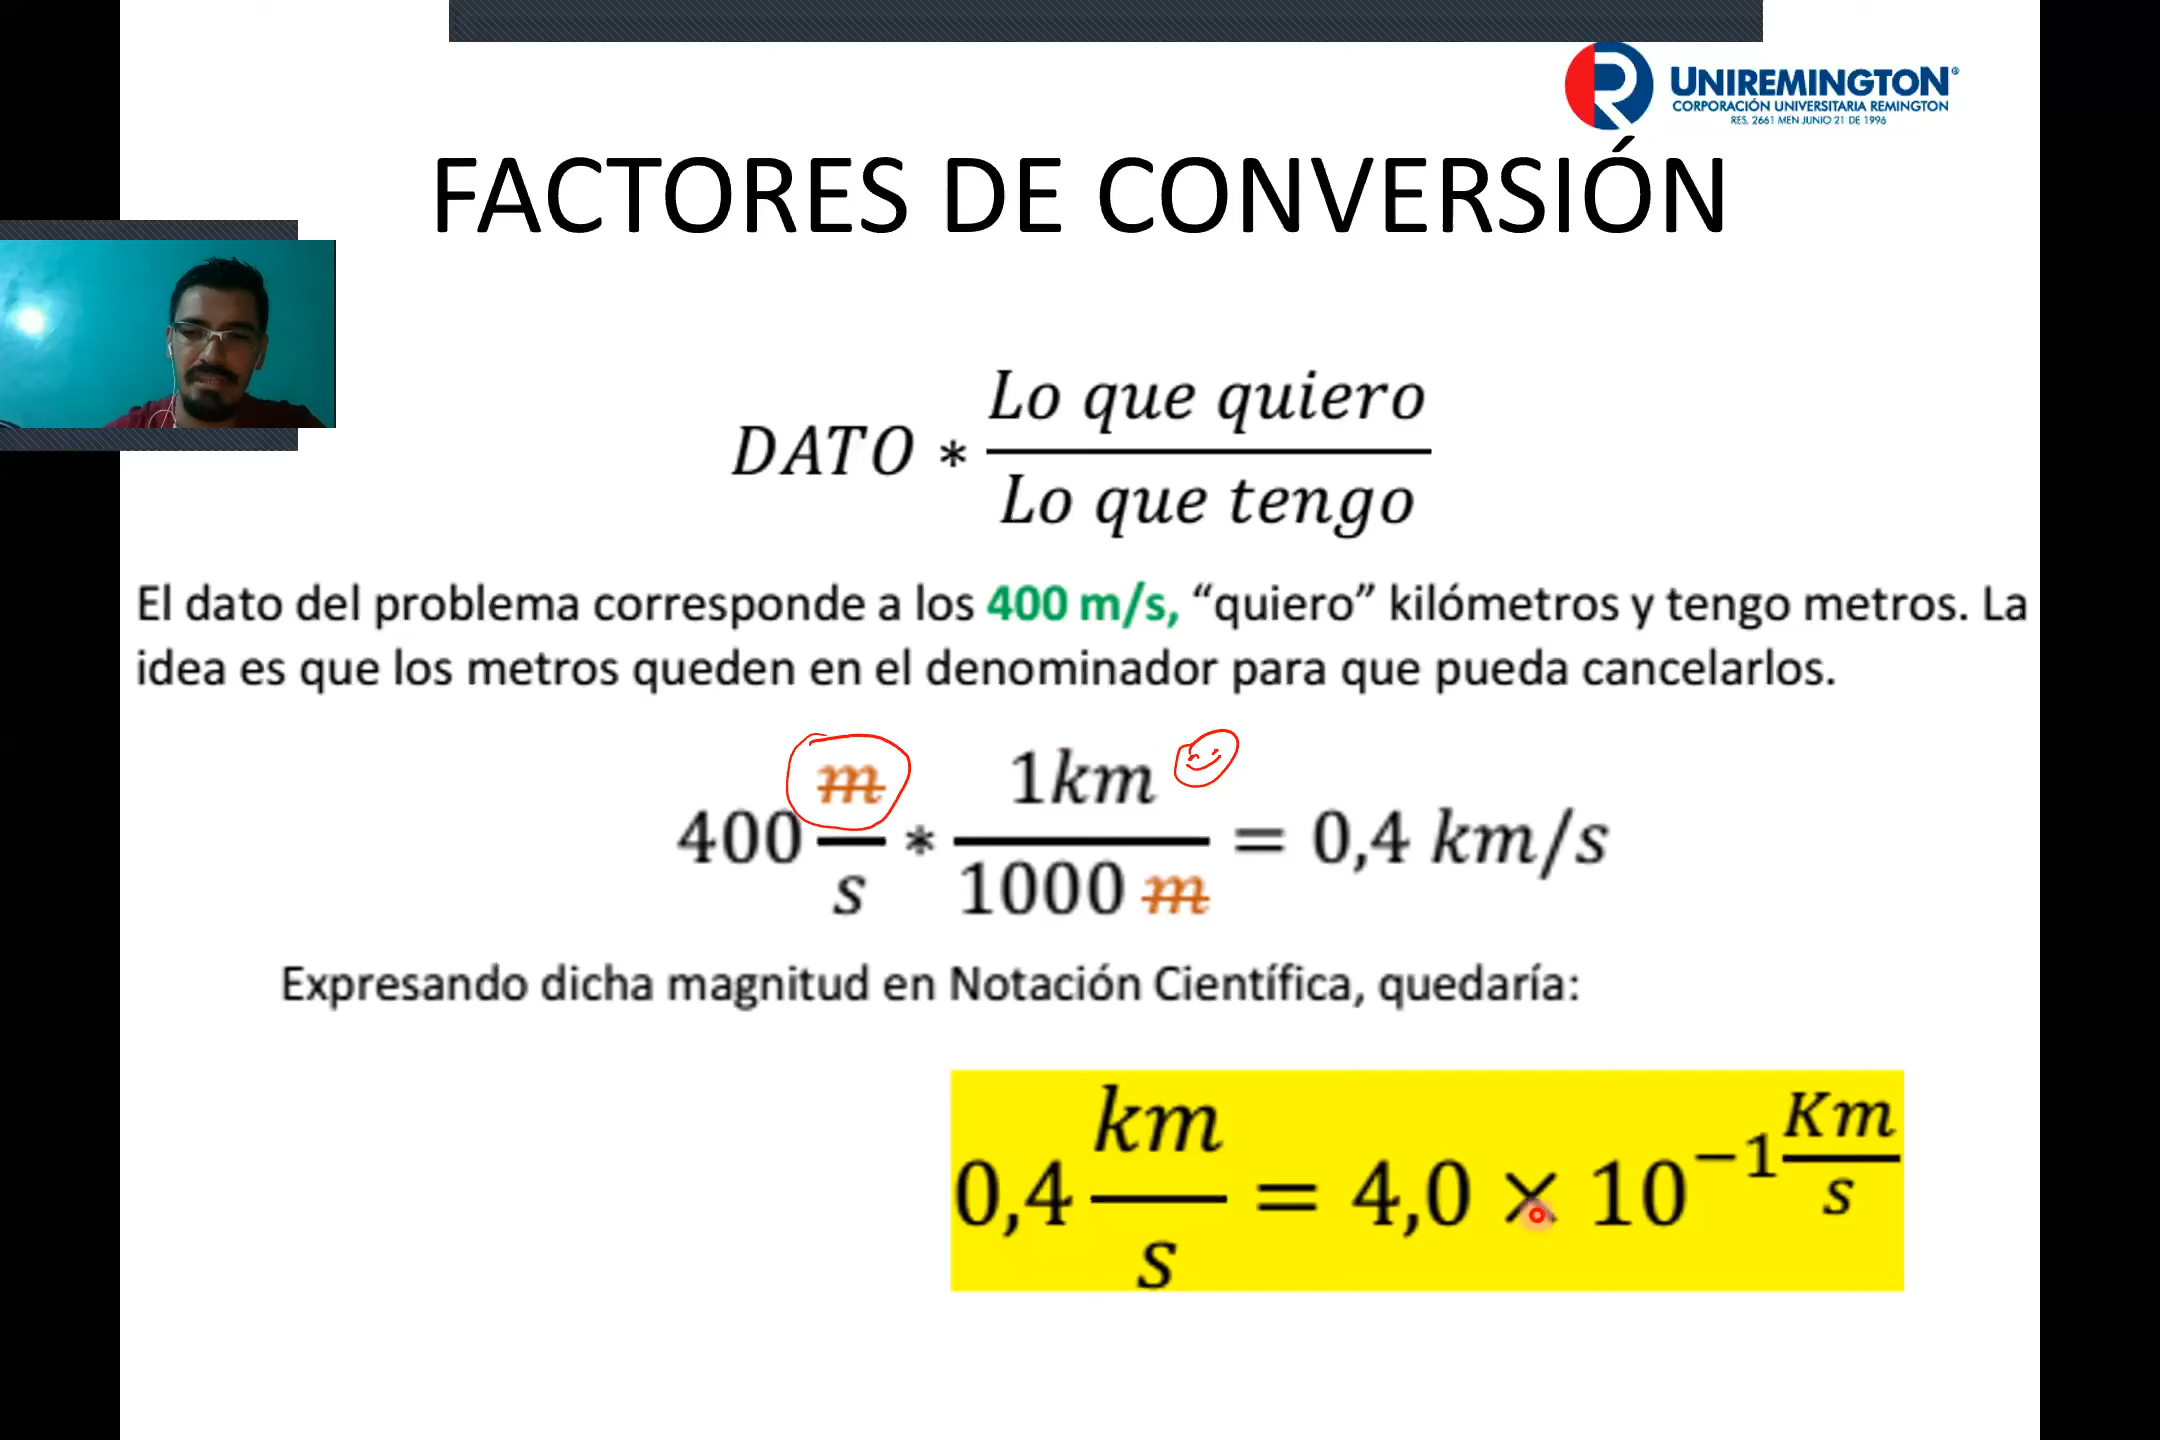 UNIREMINGTON®
CORPORACIÓN UNIVERSITARIA REMINGTON
RES. 2661 MEN JUNIO 21 DE 1996
FACTORES DE CONVERSIÓN
DATO * Lo que quiero / Lo que tengo
El dato del problema corresponde a los 400 m/s, “quiero” kilómetros y tengo metros. La
idea es que los metros queden en el denominador para que pueda cancelarlos.
400 m/s * 1km / 1000 m = 0,4 km/s
Expresando dicha magnitud en Notación Científica, quedaría:
0,4 km/s = 4,0 × 10^−1 Km/s